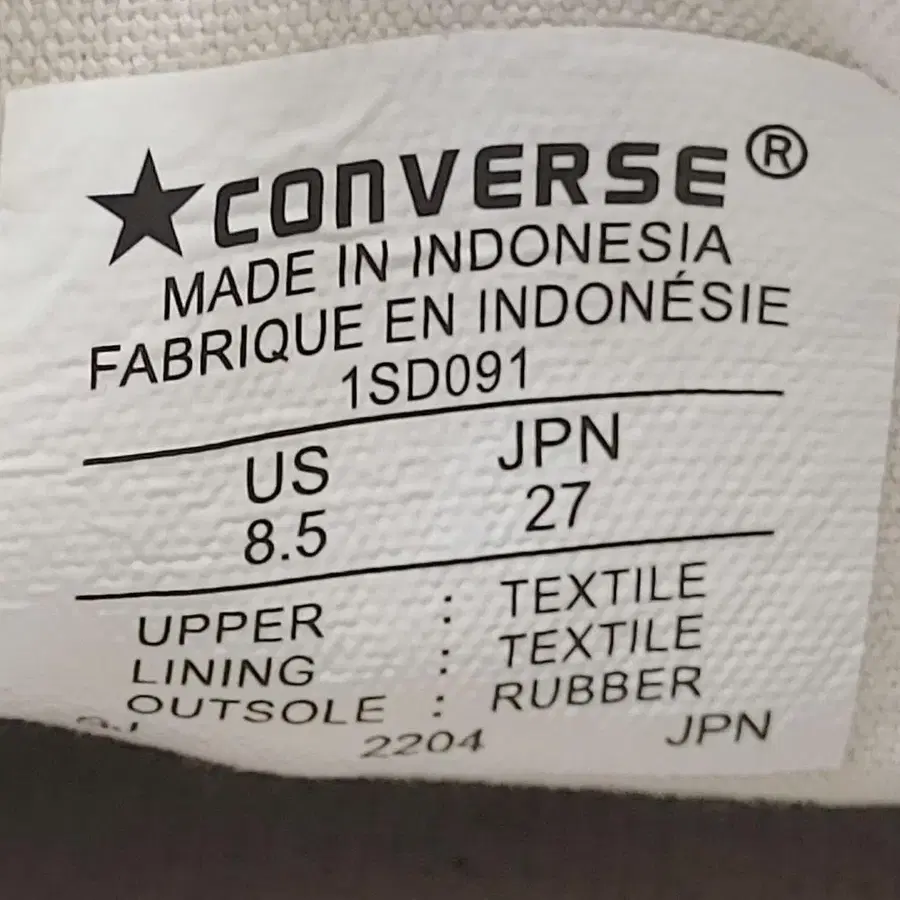 ★CONVERSE®
MADE IN INDONESIA
FABRIQUE EN INDONÉSIE
1SD091
US JPN
8.5 27
UPPER : TEXTILE
LINING : TEXTILE
OUTSOLE : RUBBER
2204 JPN